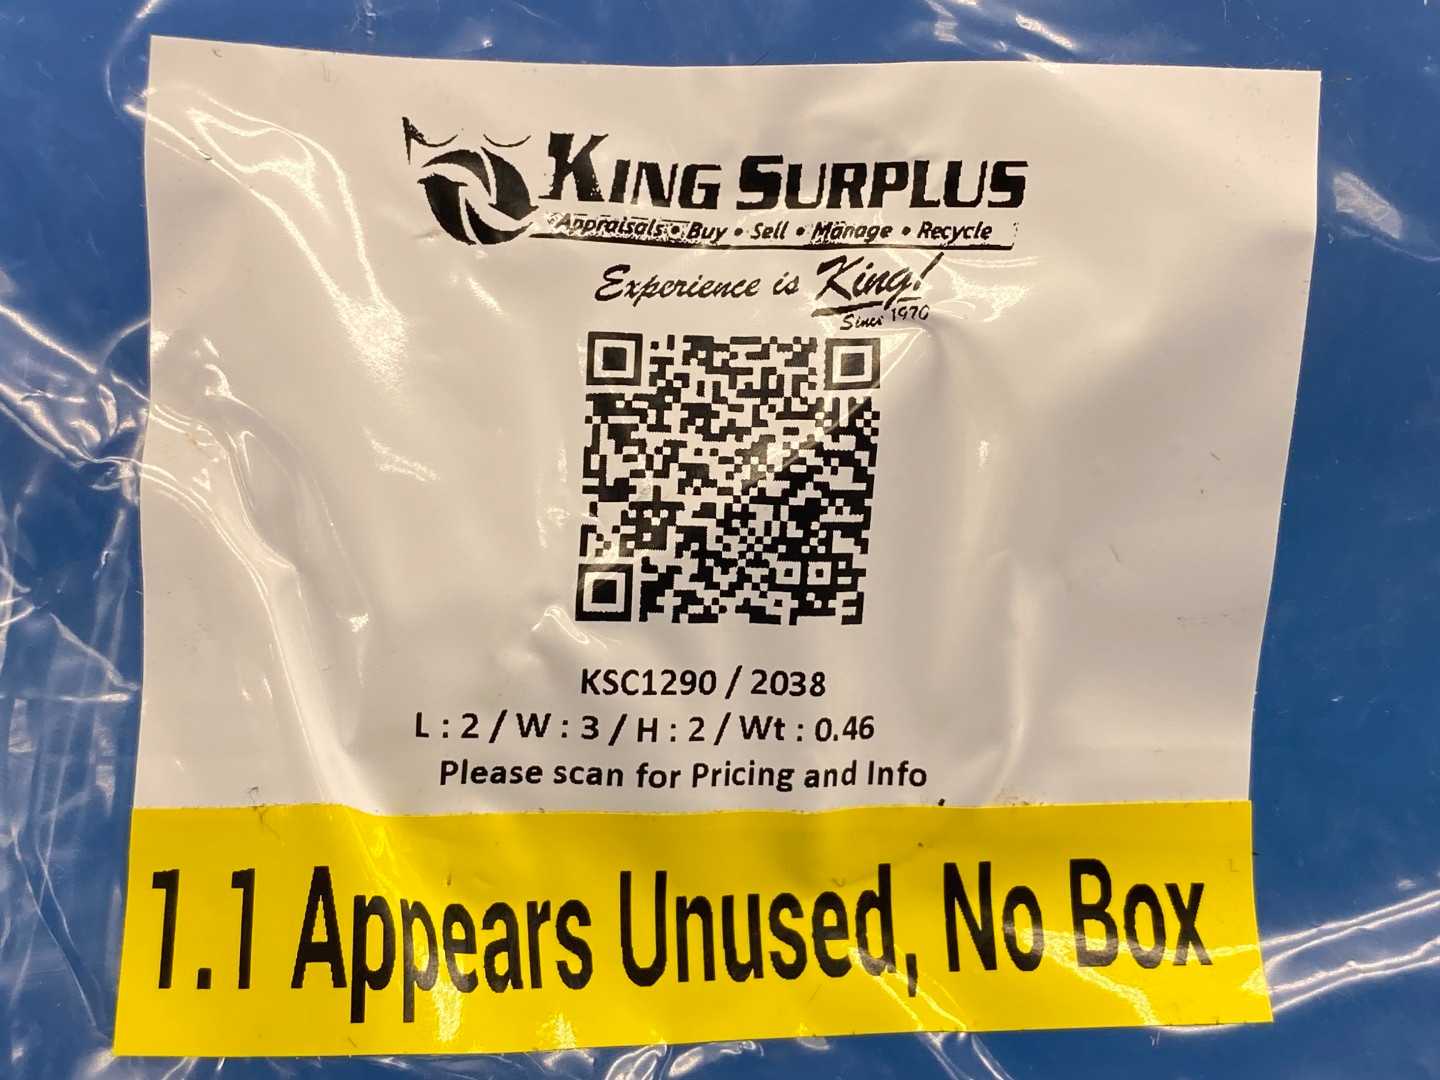 KING SURPLUS
Appraisals • Buy • Sell • Manage • Recycle
Experience is King!
Since 1970
KSC1290 / 2038
L : 2 / W : 3 / H : 2 / Wt : 0.46
Please scan for Pricing and Info
1.1 Appears Unused, No Box